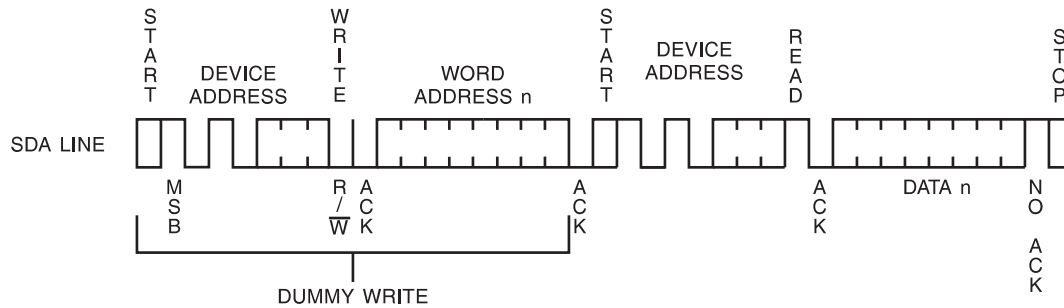 START
WRITE
START
READ
STOP
DEVICE
ADDRESS
WORD
ADDRESS n
DEVICE
ADDRESS
SDA LINE
MSB
R/W
ACK
ACK
ACK
DATA n
NO ACK
DUMMY WRITE